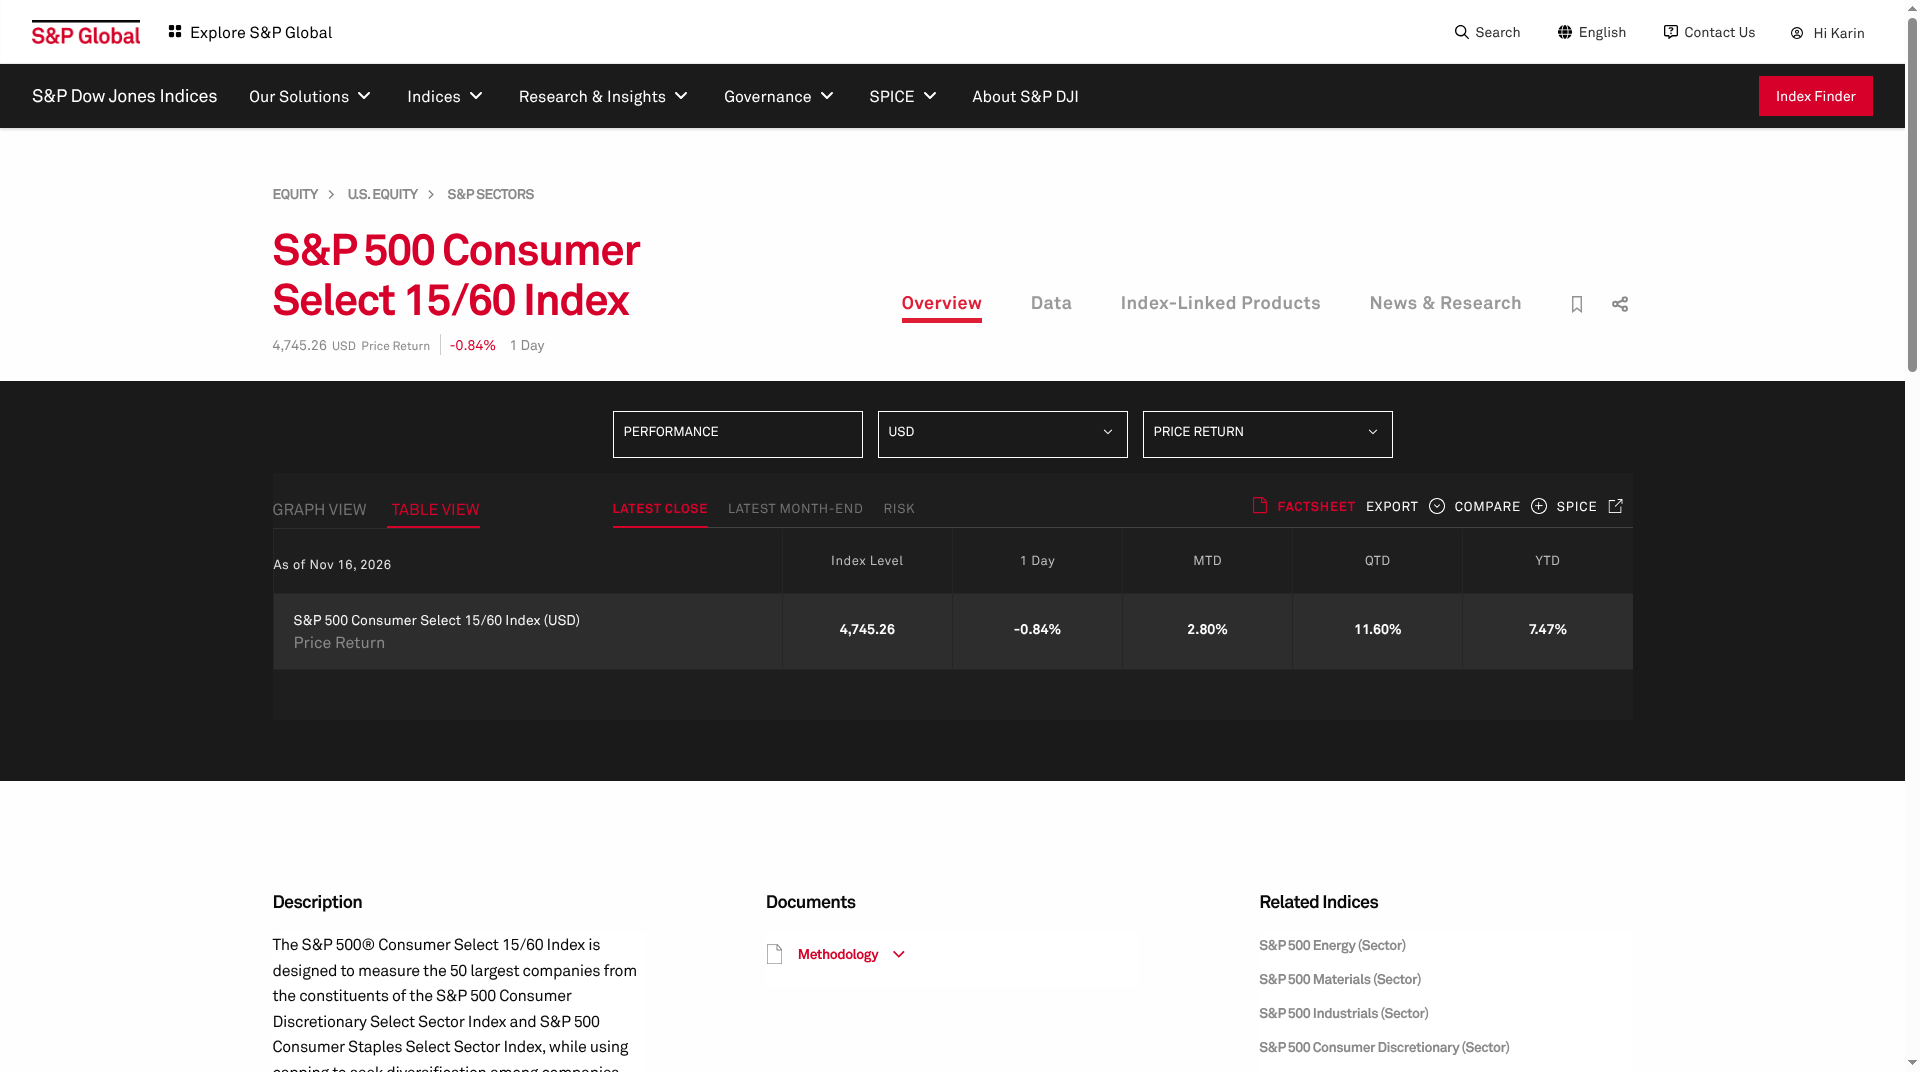 S&P Global
Explore S&P Global
Search
English
Contact Us
Hi Karin
S&P Dow Jones Indices
Our Solutions
Indices
Research & Insights
Governance
SPICE
About S&P DJI
Index Finder
EQUITY > U.S. EQUITY > S&P SECTORS
S&P 500 Consumer
Select 15/60 Index
4,745.26 USD Price Return
-0.84% 1 Day
Overview
Data
Index-Linked Products
News & Research
PERFORMANCE
USD
PRICE RETURN
GRAPH VIEW
TABLE VIEW
LATEST CLOSE
LATEST MONTH-END
RISK
FACTSHEET
EXPORT
COMPARE
SPICE
As of Nov 16, 2026
Index Level
1 Day
MTD
QTD
YTD
S&P 500 Consumer Select 15/60 Index (USD)
Price Return
4,745.26
-0.84%
2.80%
11.60%
7.47%
Description
The S&P 500® Consumer Select 15/60 Index is
designed to measure the 50 largest companies from
the constituents of the S&P 500 Consumer
Discretionary Select Sector Index and S&P 500
Consumer Staples Select Sector Index, while using
capping to seek diversification among companies
Documents
Methodology
Related Indices
S&P 500 Energy (Sector)
S&P 500 Materials (Sector)
S&P 500 Industrials (Sector)
S&P 500 Consumer Discretionary (Sector)